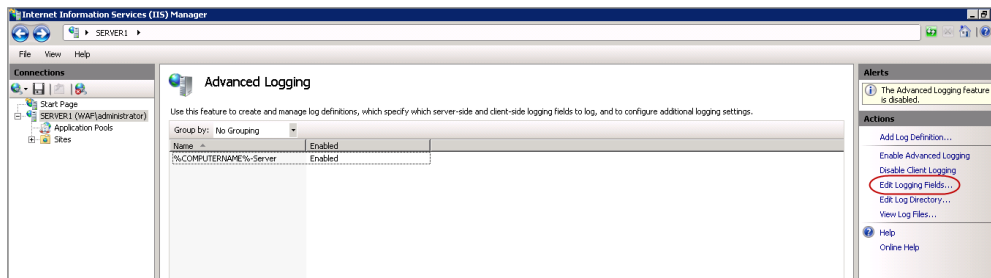 Internet Information Services (IIS) Manager
SERVER1
File View Help
Connections
Start Page
SERVER1 (WAF\administrator)
Application Pools
Sites
Advanced Logging
Use this feature to create and manage log definitions, which specify which server-side and client-side logging fields to log, and to configure additional logging settings.
Group by: No Grouping
Name Enabled
%COMPUTERNAME%-Server Enabled
Alerts
The Advanced Logging feature
is disabled.
Actions
Add Log Definition...
Enable Advanced Logging
Disable Client Logging
Edit Logging Fields...
Edit Log Directory...
View Log Files...
Help
Online Help